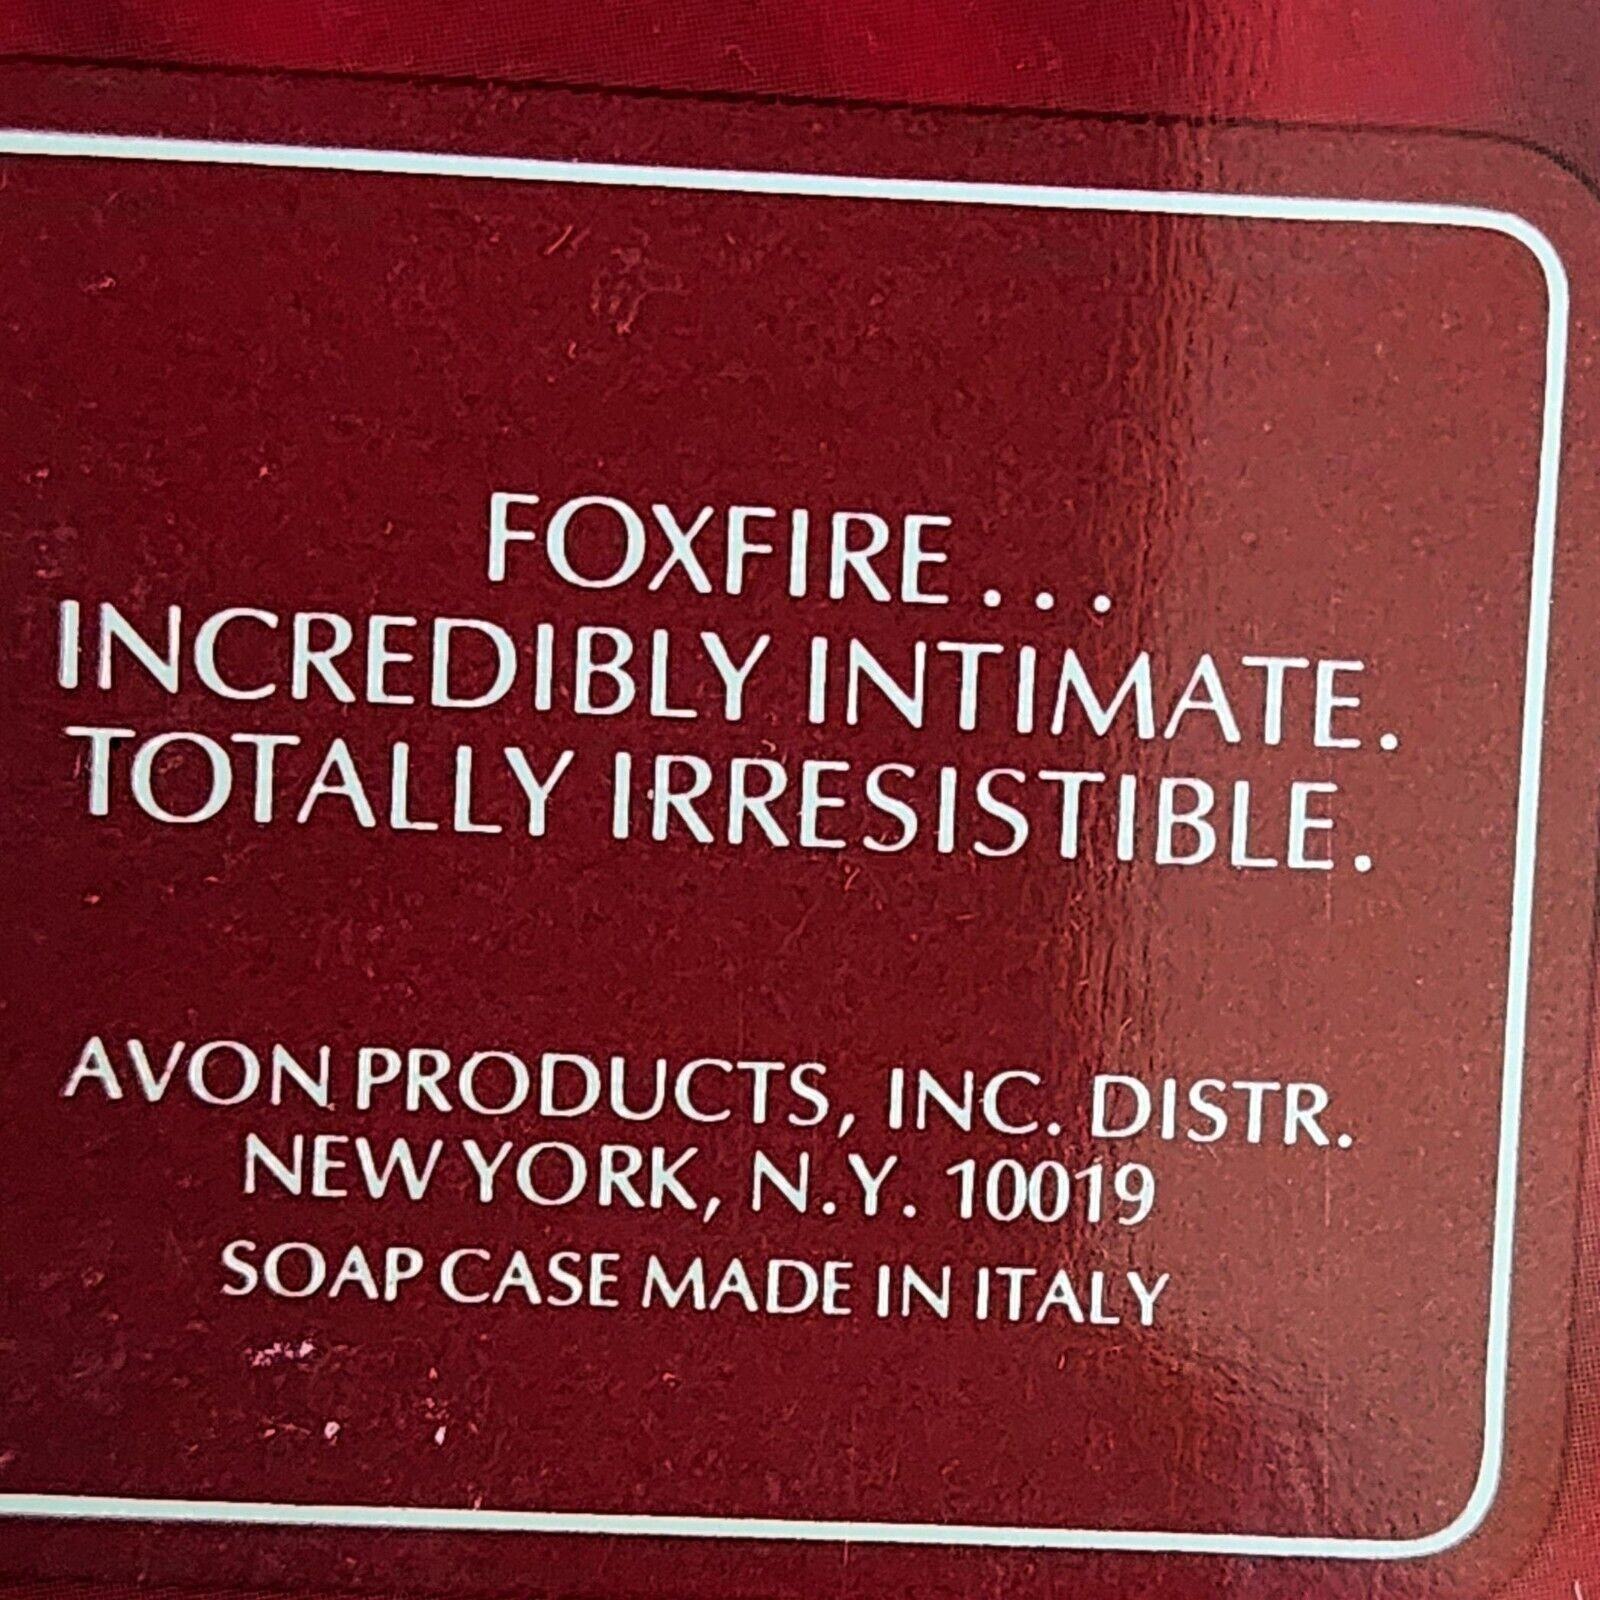 FOXFIRE...
INCREDIBLY INTIMATE.
TOTALLY IRRESISTIBLE.
AVON PRODUCTS, INC. DISTR.
NEW YORK, N.Y. 10019
SOAP CASE MADE IN ITALY